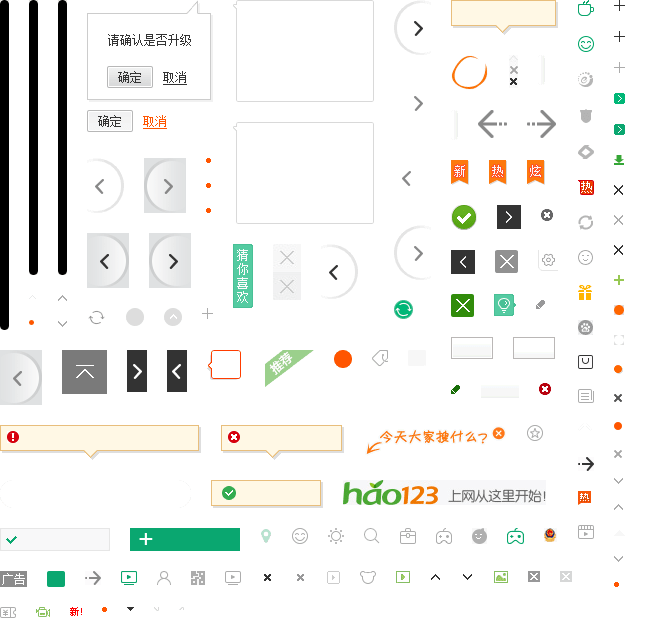 请确认是否升级
确定 取消
确定 取消
新 热 炫
热
猜你喜欢
推荐
今天大家搜什么?
hao123 上网从这里开始!
热
广告
新!